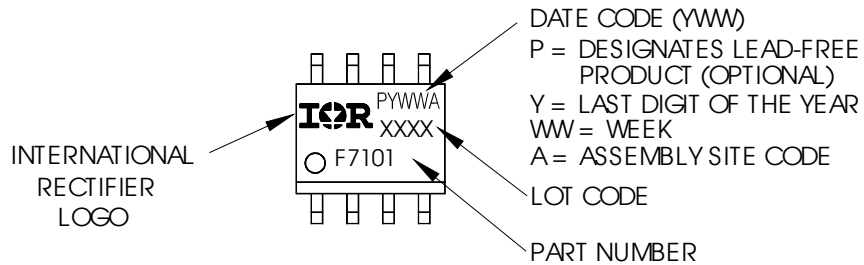 DATE CODE (YWW)
P = DESIGNATES LEAD-FREE
PRODUCT (OPTIONAL)
Y = LAST DIGIT OF THE YEAR
WW = WEEK
A = ASSEMBLY SITE CODE
LOT CODE
PART NUMBER
INTERNATIONAL
RECTIFIER
LOGO
IOR
PYWWA
XXXX
F7101